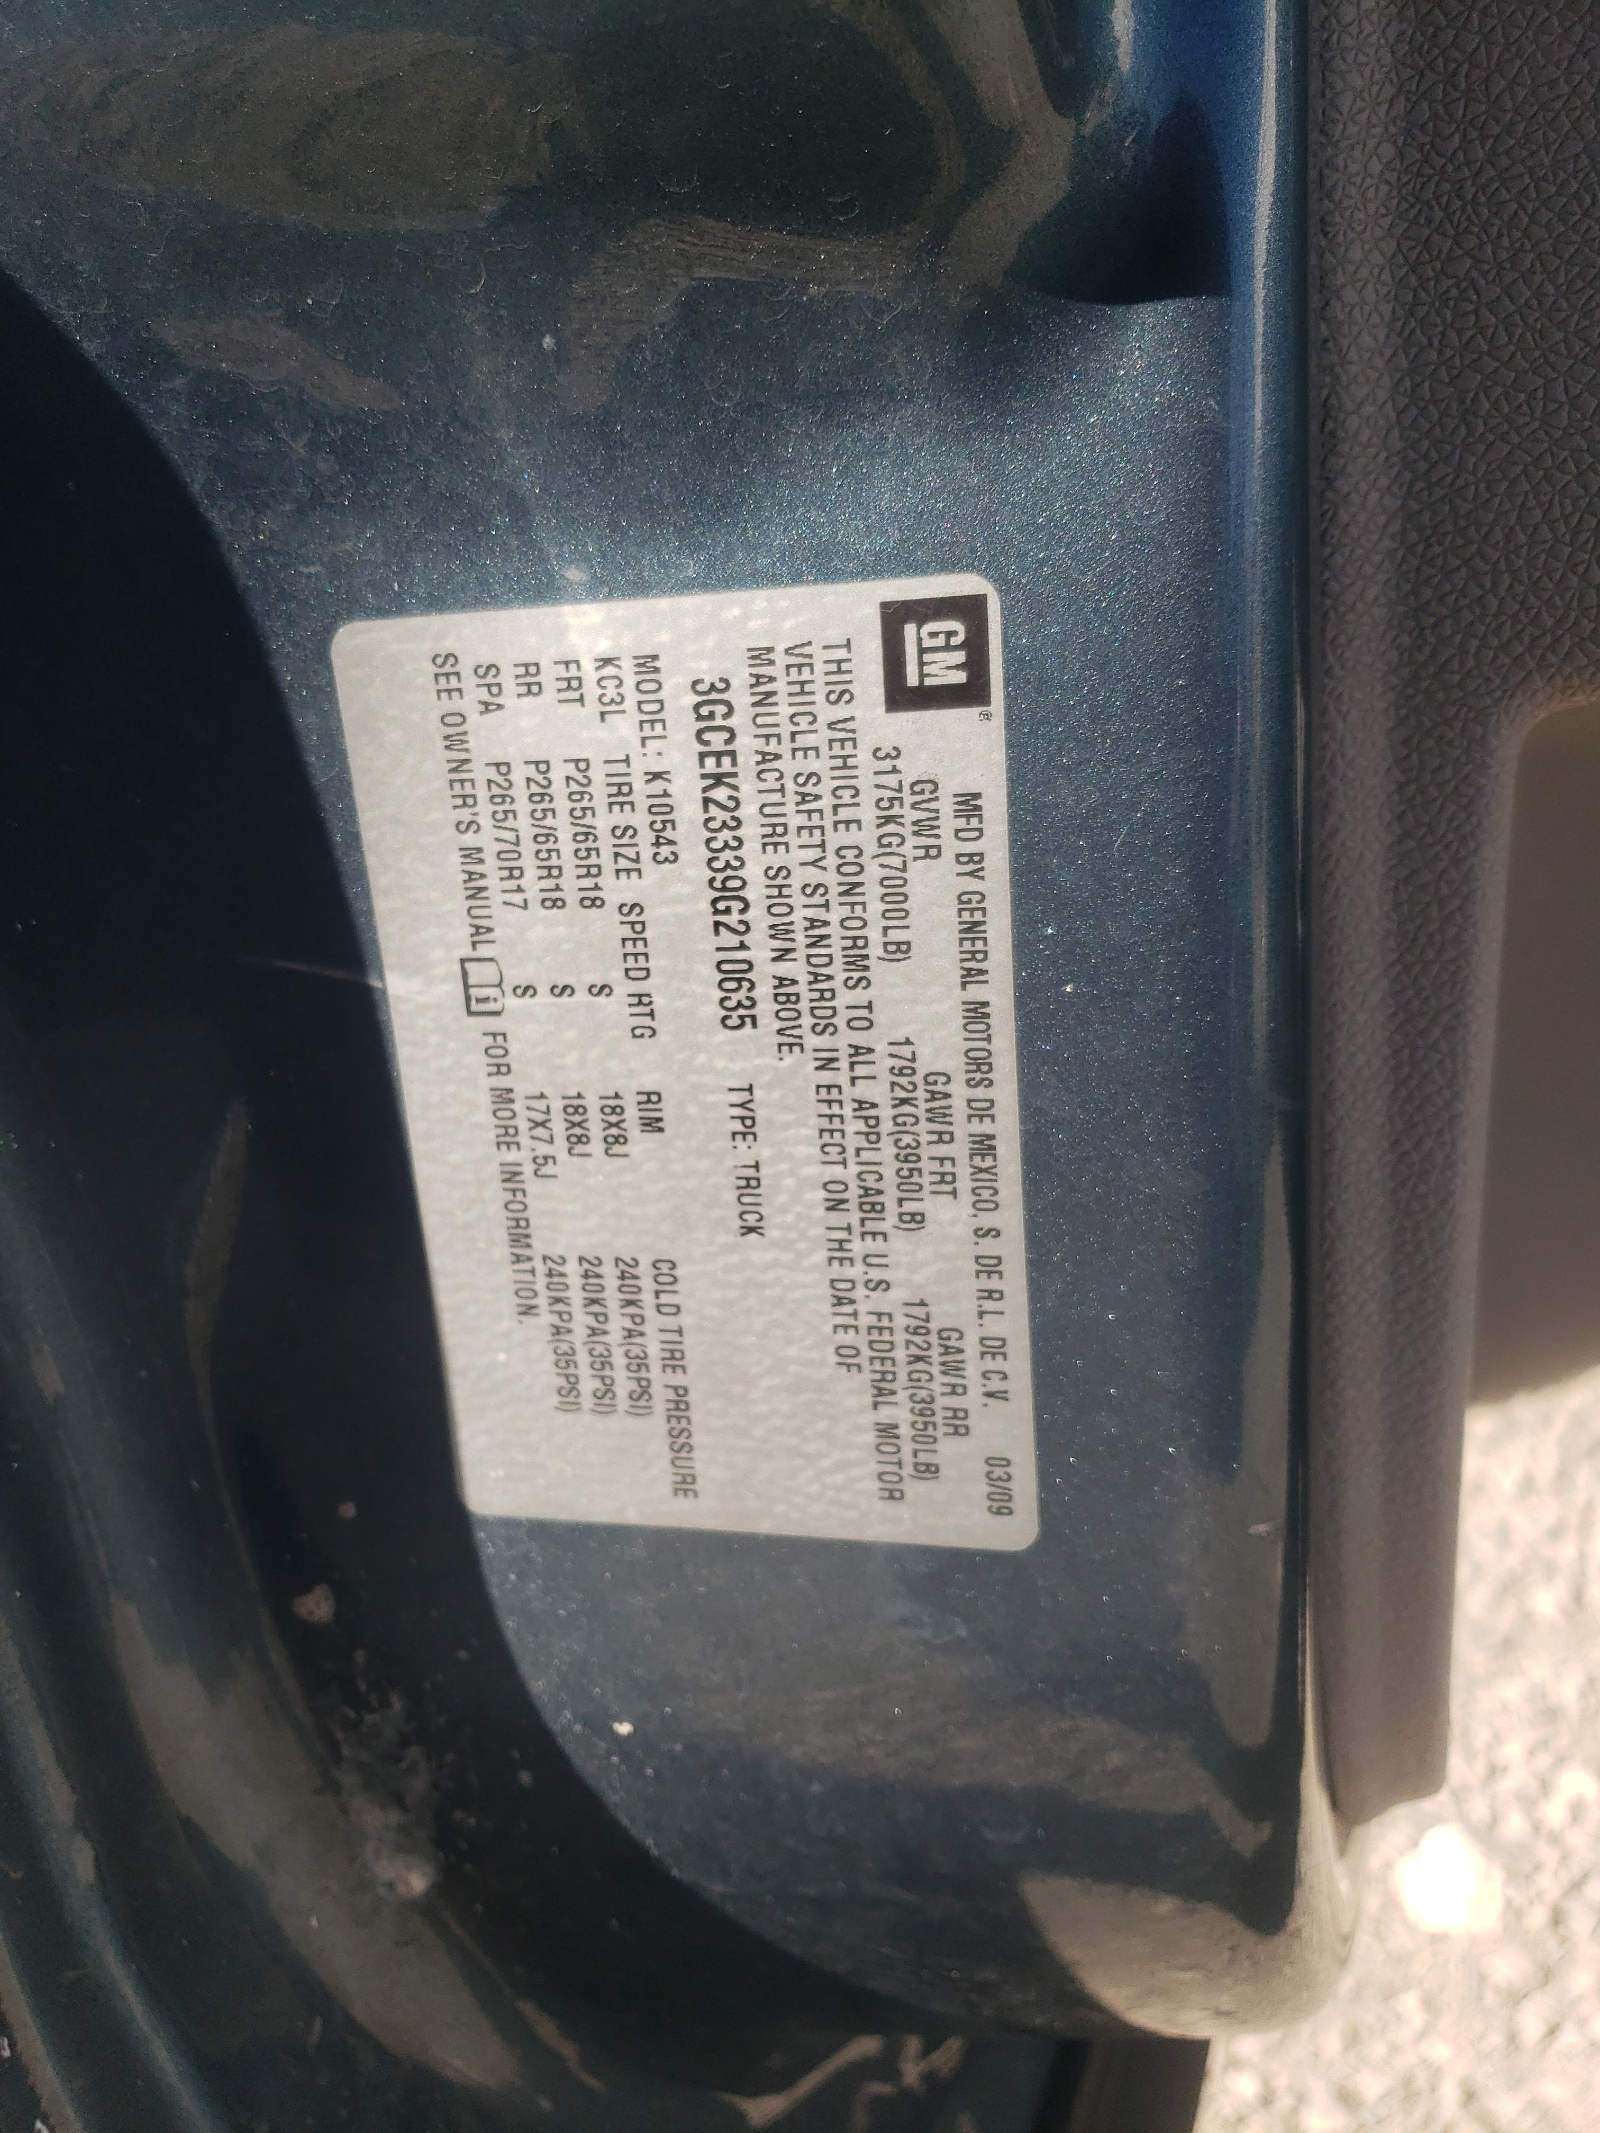 GM®
MFD BY GENERAL MOTORS DE MEXICO, S. DE R.L. DE C.V. 03/09
GVWR GAWR FRT GAWR RR
3175KG(7000LB) 1792KG(3950LB) 1792KG(3950LB)
THIS VEHICLE CONFORMS TO ALL APPLICABLE U.S. FEDERAL MOTOR
VEHICLE SAFETY STANDARDS IN EFFECT ON THE DATE OF
MANUFACTURE SHOWN ABOVE.
3GCEK23339G210635 TYPE: TRUCK
MODEL: K10543
KC3L TIRE SIZE SPEED RTG RIM COLD TIRE PRESSURE
FRT P265/65R18 S 18X8J 240KPA(35PSI)
RR P265/65R18 S 18X8J 240KPA(35PSI)
SPA P265/70R17 S 17X7.5J 240KPA(35PSI)
SEE OWNER'S MANUAL i FOR MORE INFORMATION.